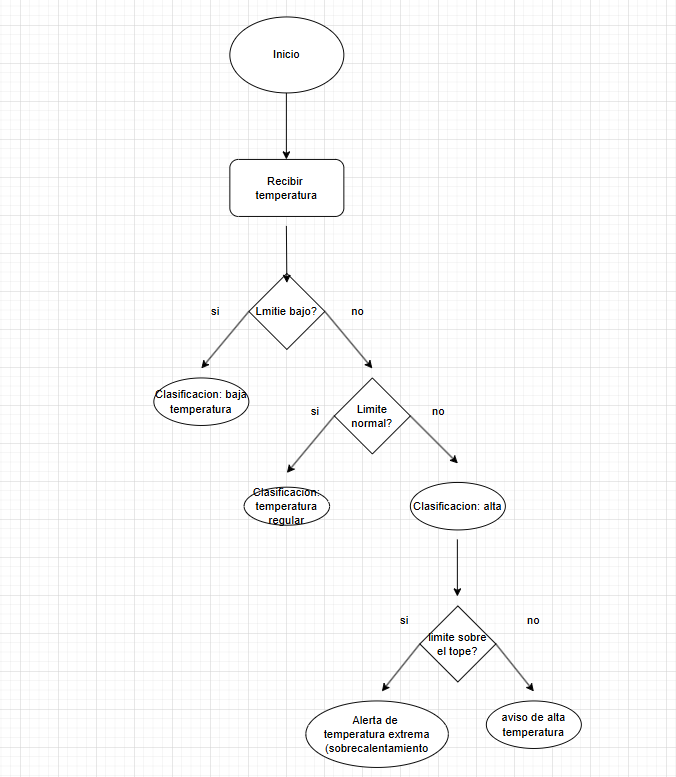 Inicio
Recibir
temperatura
si
Lmitie bajo?
no
Clasificacion: baja
temperatura
si
Limite
normal?
no
Clasificacion:
temperatura
regular
Clasificacion: alta
si
limite sobre
el tope?
no
Alerta de
temperatura extrema
(sobrecalentamiento
aviso de alta
temperatura